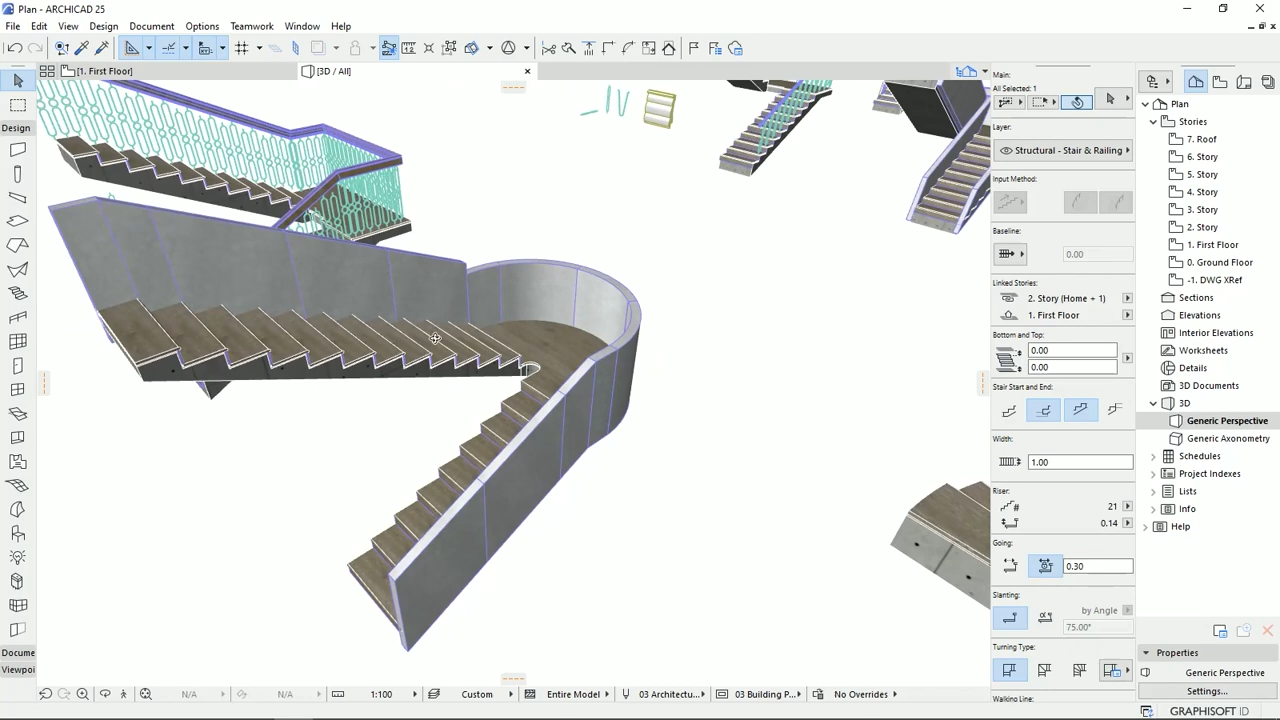 Plan - ARCHICAD 25
File Edit View Design Document Options Teamwork Window Help
[1. First Floor]
[3D / All]
Main:
All Selected: 1
Layer:
Structural - Stair & Railing
Input Method:
Baseline:
0.00
Linked Stories:
2. Story (Home + 1)
1. First Floor
Bottom and Top:
0.00
0.00
Stair Start and End:
Width:
1.00
Riser:
21
0.14
Going:
0.30
Slanting:
by Angle
75.00°
Turning Type:
Walking Line:
Design
Docume
Viewpoi
Plan
Stories
7. Roof
6. Story
5. Story
4. Story
3. Story
2. Story
1. First Floor
0. Ground Floor
-1. DWG XRef
Sections
Elevations
Interior Elevations
Worksheets
Details
3D Documents
3D
Generic Perspective
Generic Axonometry
Schedules
Project Indexes
Lists
Info
Help
Properties
Generic Perspective
Settings...
GRAPHISOFT ID
N/A
N/A
1:100
Custom
Entire Model
03 Architectu...
03 Building P...
No Overrides